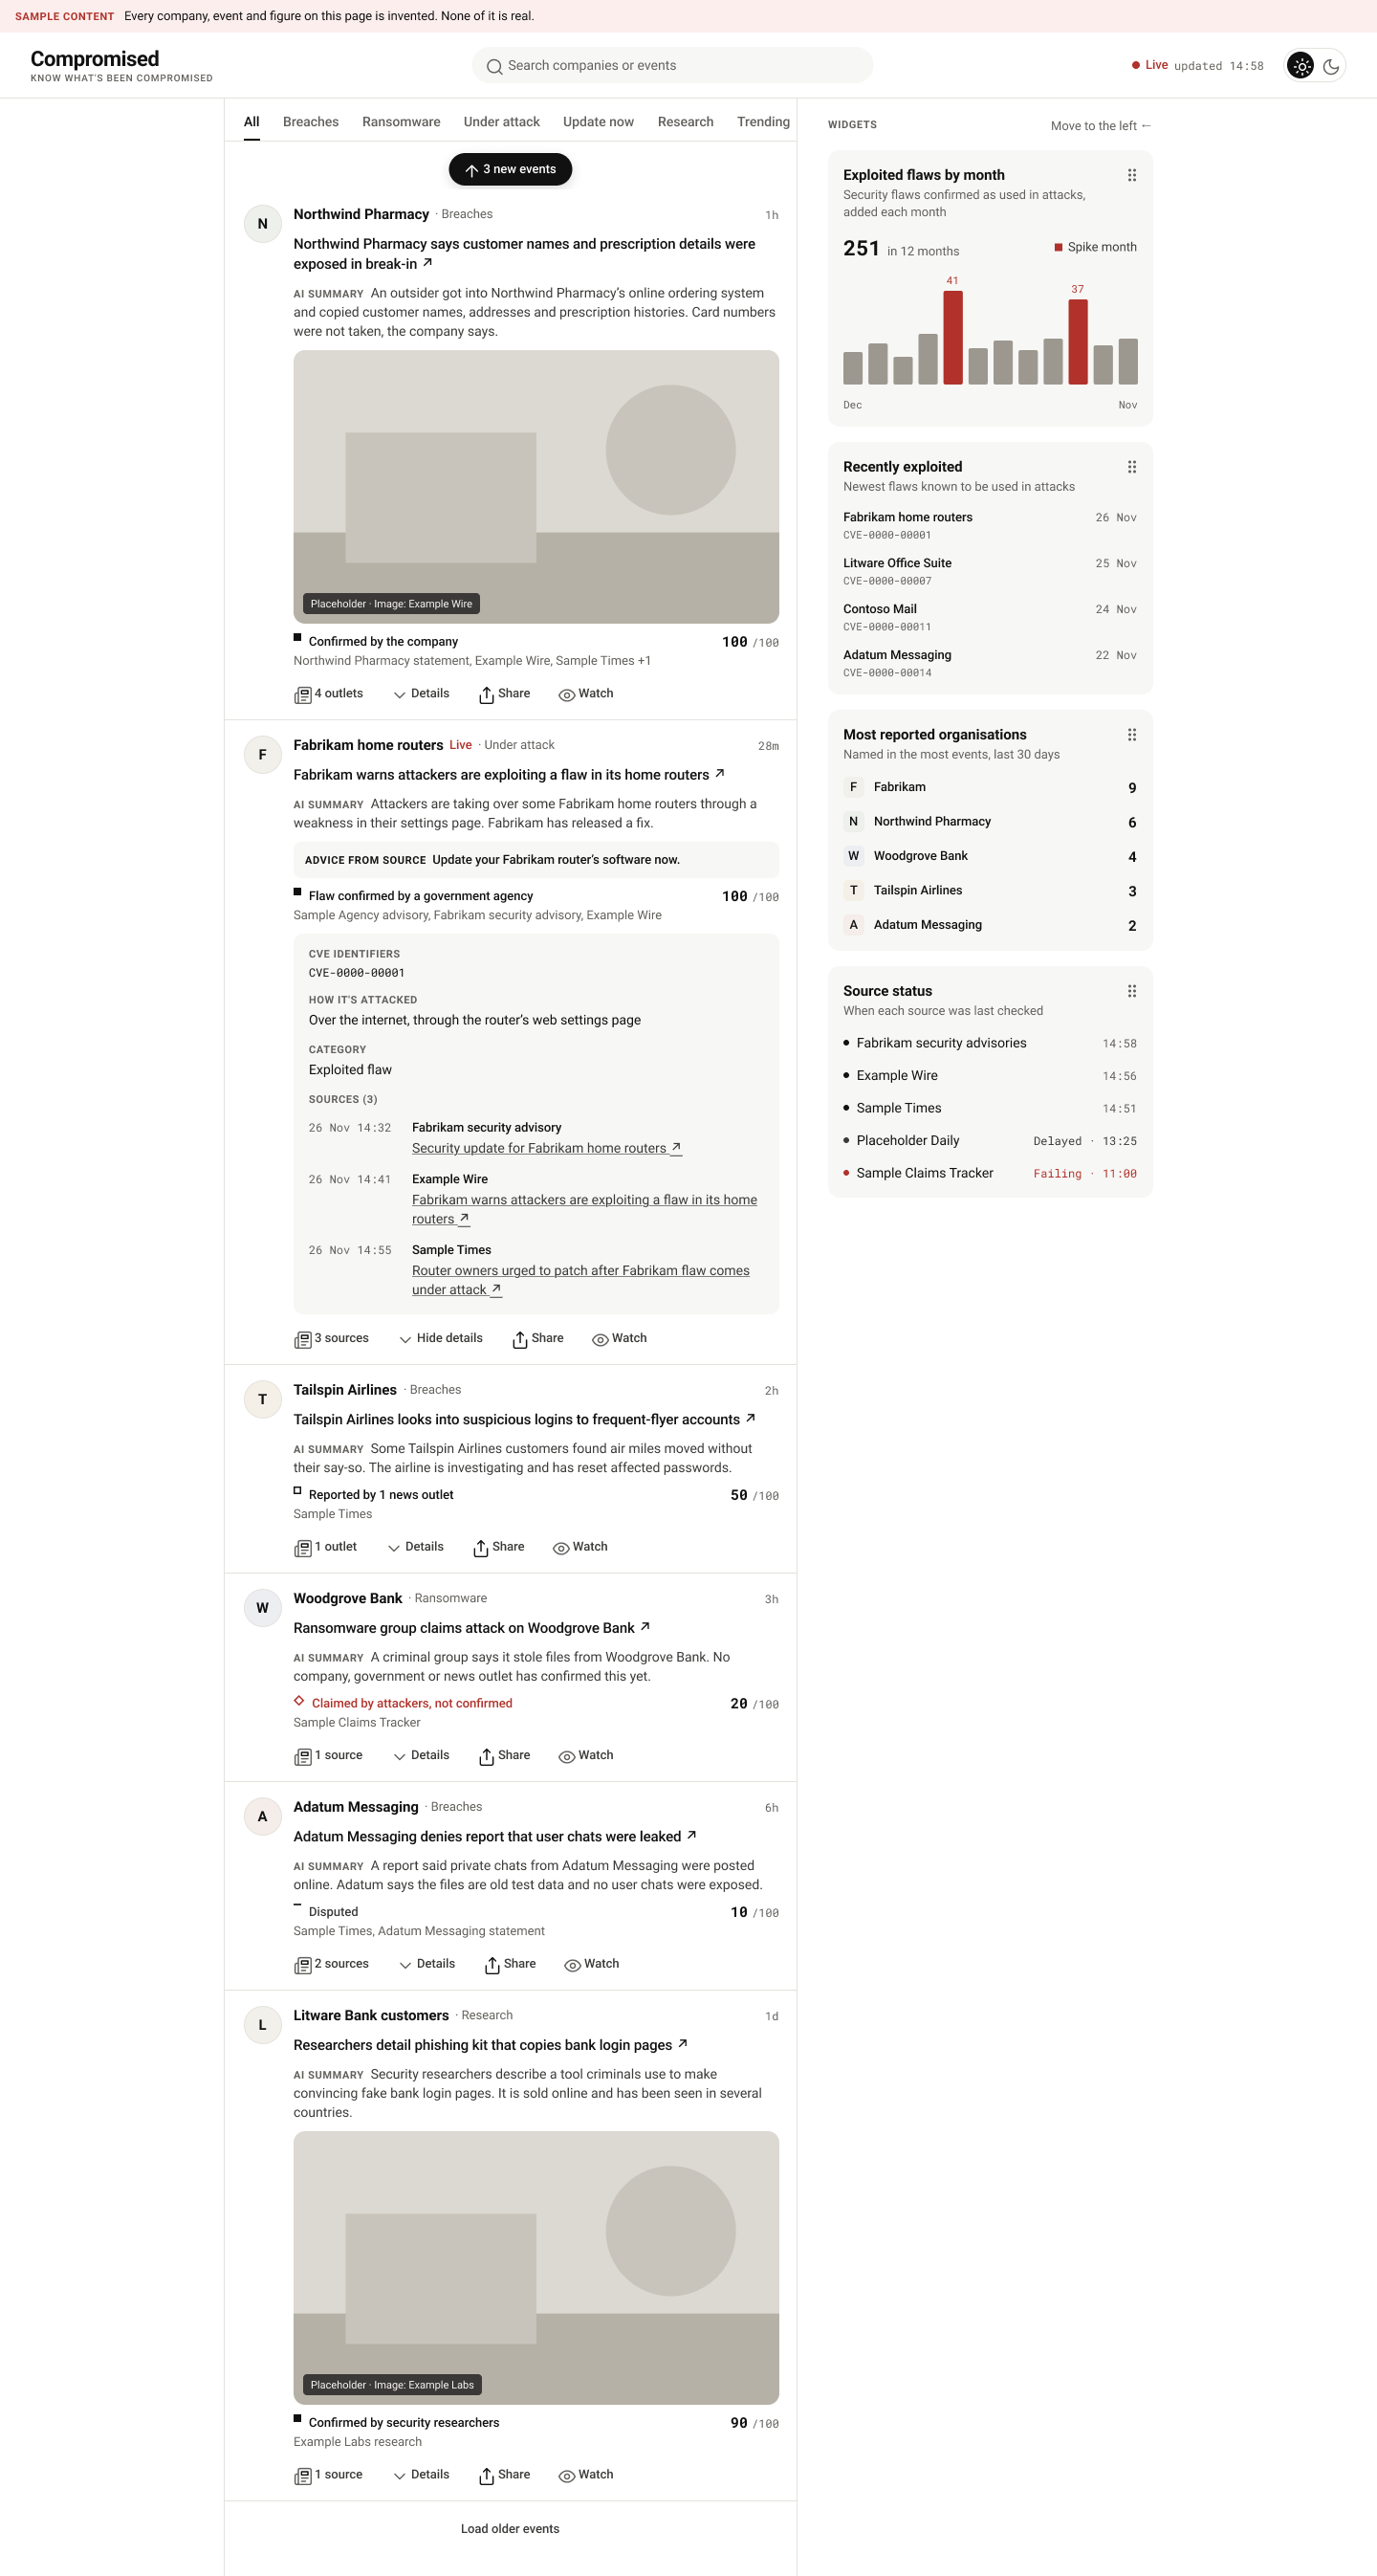 SAMPLE CONTENT Every company, event and figure on this page is invented. None of it is real.
Compromised
KNOW WHAT'S BEEN COMPROMISED
Search companies or events
Live updated 14:58
All Breaches Ransomware Under attack Update now Research Trending
3 new events
N
Northwind Pharmacy · Breaches 1h
Northwind Pharmacy says customer names and prescription details were
exposed in break-in ↗
AI SUMMARY An outsider got into Northwind Pharmacy’s online ordering system
and copied customer names, addresses and prescription histories. Card numbers
were not taken, the company says.
Placeholder · Image: Example Wire
Confirmed by the company 100 /100
Northwind Pharmacy statement, Example Wire, Sample Times +1
4 outlets Details Share Watch
F
Fabrikam home routers Live · Under attack 28m
Fabrikam warns attackers are exploiting a flaw in its home routers ↗
AI SUMMARY Attackers are taking over some Fabrikam home routers through a
weakness in their settings page. Fabrikam has released a fix.
ADVICE FROM SOURCE Update your Fabrikam router’s software now.
Flaw confirmed by a government agency 100 /100
Sample Agency advisory, Fabrikam security advisory, Example Wire
CVE IDENTIFIERS
CVE-0000-00001
HOW IT'S ATTACKED
Over the internet, through the router’s web settings page
CATEGORY
Exploited flaw
SOURCES (3)
26 Nov 14:32 Fabrikam security advisory
Security update for Fabrikam home routers ↗
26 Nov 14:41 Example Wire
Fabrikam warns attackers are exploiting a flaw in its home
routers ↗
26 Nov 14:55 Sample Times
Router owners urged to patch after Fabrikam flaw comes
under attack ↗
3 sources Hide details Share Watch
T
Tailspin Airlines · Breaches 2h
Tailspin Airlines looks into suspicious logins to frequent-flyer accounts ↗
AI SUMMARY Some Tailspin Airlines customers found air miles moved without
their say-so. The airline is investigating and has reset affected passwords.
Reported by 1 news outlet 50 /100
Sample Times
1 outlet Details Share Watch
W
Woodgrove Bank · Ransomware 3h
Ransomware group claims attack on Woodgrove Bank ↗
AI SUMMARY A criminal group says it stole files from Woodgrove Bank. No
company, government or news outlet has confirmed this yet.
Claimed by attackers, not confirmed 20 /100
Sample Claims Tracker
1 source Details Share Watch
A
Adatum Messaging · Breaches 6h
Adatum Messaging denies report that user chats were leaked ↗
AI SUMMARY A report said private chats from Adatum Messaging were posted
online. Adatum says the files are old test data and no user chats were exposed.
Disputed 10 /100
Sample Times, Adatum Messaging statement
2 sources Details Share Watch
L
Litware Bank customers · Research 1d
Researchers detail phishing kit that copies bank login pages ↗
AI SUMMARY Security researchers describe a tool criminals use to make
convincing fake bank login pages. It is sold online and has been seen in several
countries.
Placeholder · Image: Example Labs
Confirmed by security researchers 90 /100
Example Labs research
1 source Details Share Watch
Load older events
WIDGETS Move to the left ←
Exploited flaws by month
Security flaws confirmed as used in attacks,
added each month
251 in 12 months Spike month
41
37
Dec Nov
Recently exploited
Newest flaws known to be used in attacks
Fabrikam home routers 26 Nov
CVE-0000-00001
Litware Office Suite 25 Nov
CVE-0000-00007
Contoso Mail 24 Nov
CVE-0000-00011
Adatum Messaging 22 Nov
CVE-0000-00014
Most reported organisations
Named in the most events, last 30 days
F Fabrikam 9
N Northwind Pharmacy 6
W Woodgrove Bank 4
T Tailspin Airlines 3
A Adatum Messaging 2
Source status
When each source was last checked
Fabrikam security advisories 14:58
Example Wire 14:56
Sample Times 14:51
Placeholder Daily Delayed · 13:25
Sample Claims Tracker Failing · 11:00